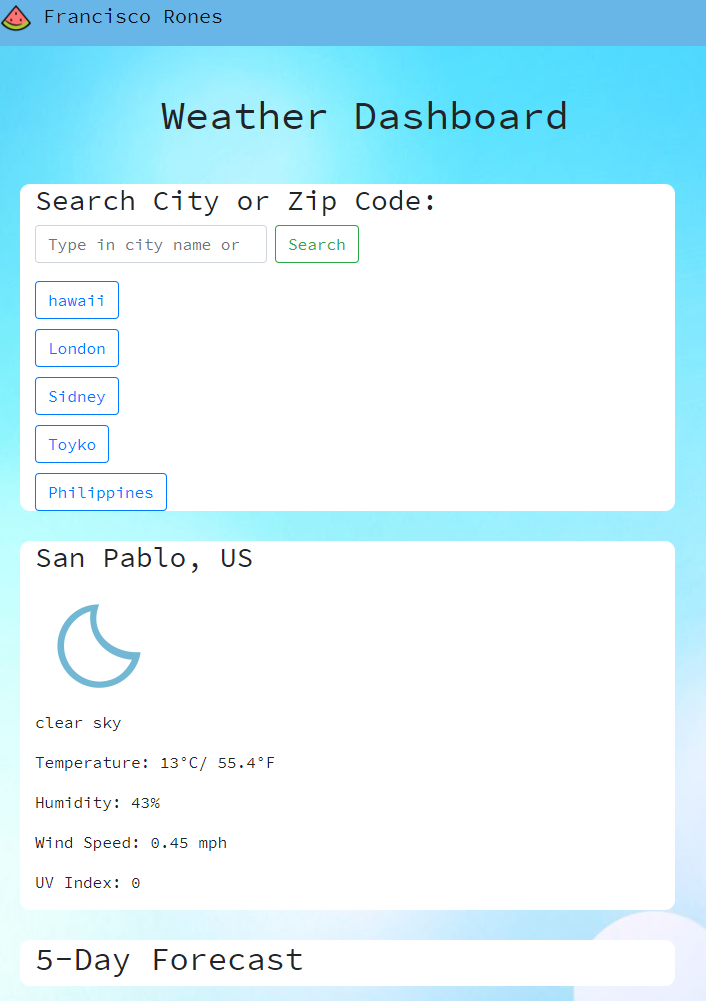 Francisco Rones
Weather Dashboard
Search City or Zip Code:
Type in city name or
Search
hawaii
London
Sidney
Toyko
Philippines
San Pablo, US
clear sky
Temperature: 13°C/ 55.4°F
Humidity: 43%
Wind Speed: 0.45 mph
UV Index: 0
5-Day Forecast